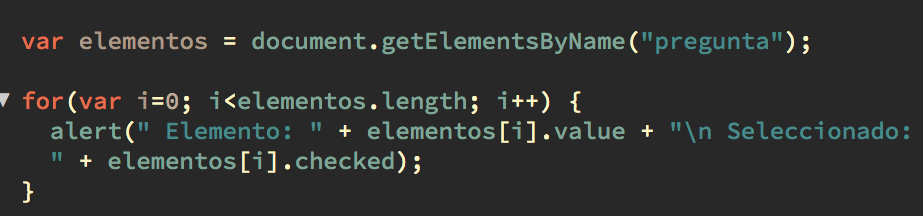 var elementos = document.getElementsByName("pregunta");
for(var i=0; i<elementos.length; i++) {
alert(" Elemento: " + elementos[i].value + "\n Seleccionado:
" + elementos[i].checked);
}